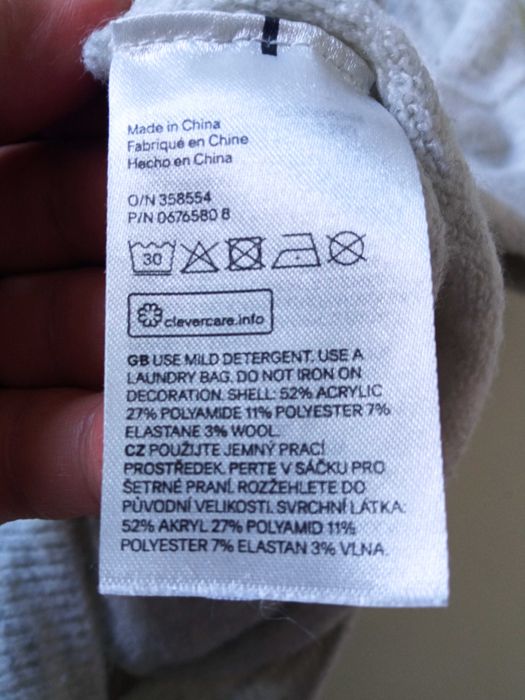 Made in China
Fabriqué en Chine
Hecho en China
O/N 358554
P/N 0676580 8
30
clevercare.info
GB USE MILD DETERGENT. USE A
LAUNDRY BAG. DO NOT IRON ON
DECORATION. SHELL: 52% ACRYLIC
27% POLYAMIDE 11% POLYESTER 7%
ELASTANE 3% WOOL.
CZ POUŽIJTE JEMNÝ PRACÍ
PROSTŘEDEK. PERTE V SÁČKU PRO
ŠETRNÉ PRANÍ. ROZŽEHLETE DO
PŮVODNÍ VELIKOSTI. SVRCHNÍ LÁTKA:
52% AKRYL 27% POLYAMID 11%
POLYESTER 7% ELASTAN 3% VLNA.